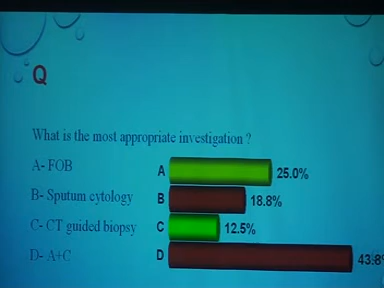 Q
What is the most appropriate investigation ?
A- FOB
A 25.0%
B- Sputum cytology
B 18.8%
C- CT guided biopsy
C 12.5%
D- A+C
D 43.8%